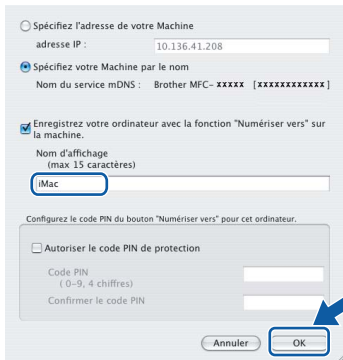 Spécifiez l'adresse de votre Machine
adresse IP : 10.136.41.208
Spécifiez votre Machine par le nom
Nom du service mDNS : Brother MFC- xxxxx [xxxxxxxxxxxx]
Enregistrez votre ordinateur avec la fonction "Numériser vers" sur
la machine.
Nom d'affichage
(max 15 caractères)
iMac
Configurez le code PIN du bouton "Numériser vers" pour cet ordinateur.
Autoriser le code PIN de protection
Code PIN
( 0-9, 4 chiffres)
Confirmer le code PIN
Annuler OK